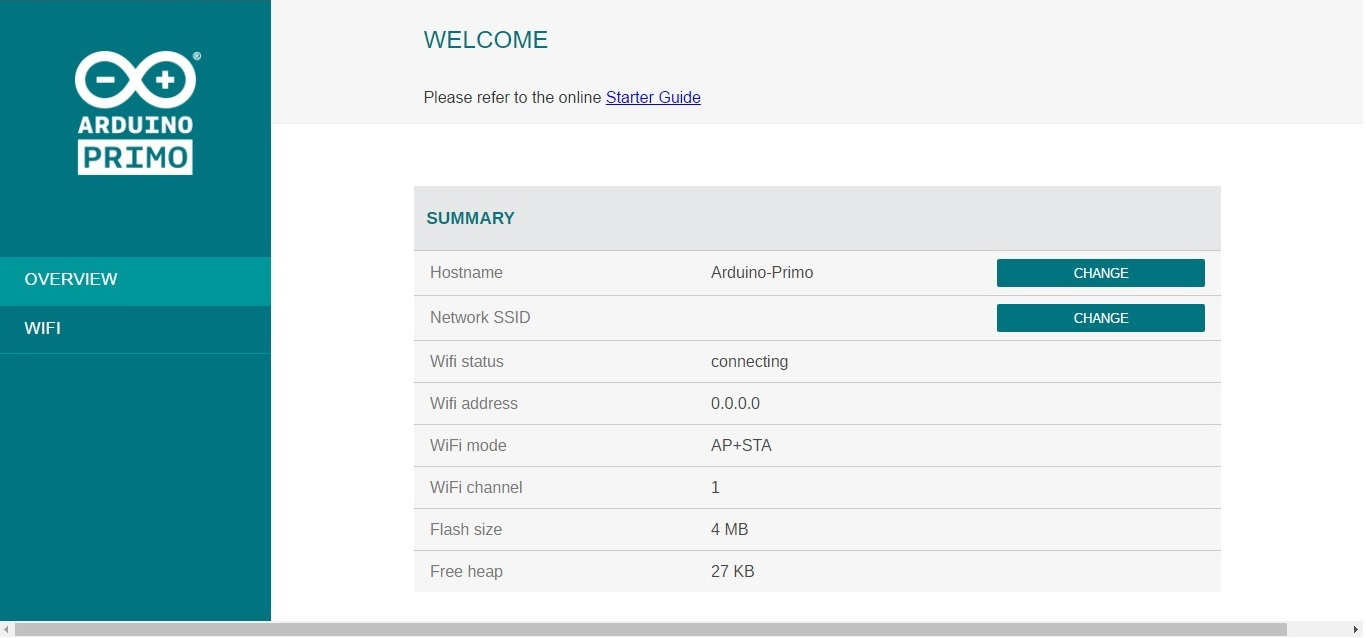 ®
ARDUINO
PRIMO
OVERVIEW
WIFI
WELCOME
Please refer to the online Starter Guide
SUMMARY
Hostname Arduino-Primo CHANGE
Network SSID CHANGE
Wifi status connecting
Wifi address 0.0.0.0
WiFi mode AP+STA
WiFi channel 1
Flash size 4 MB
Free heap 27 KB